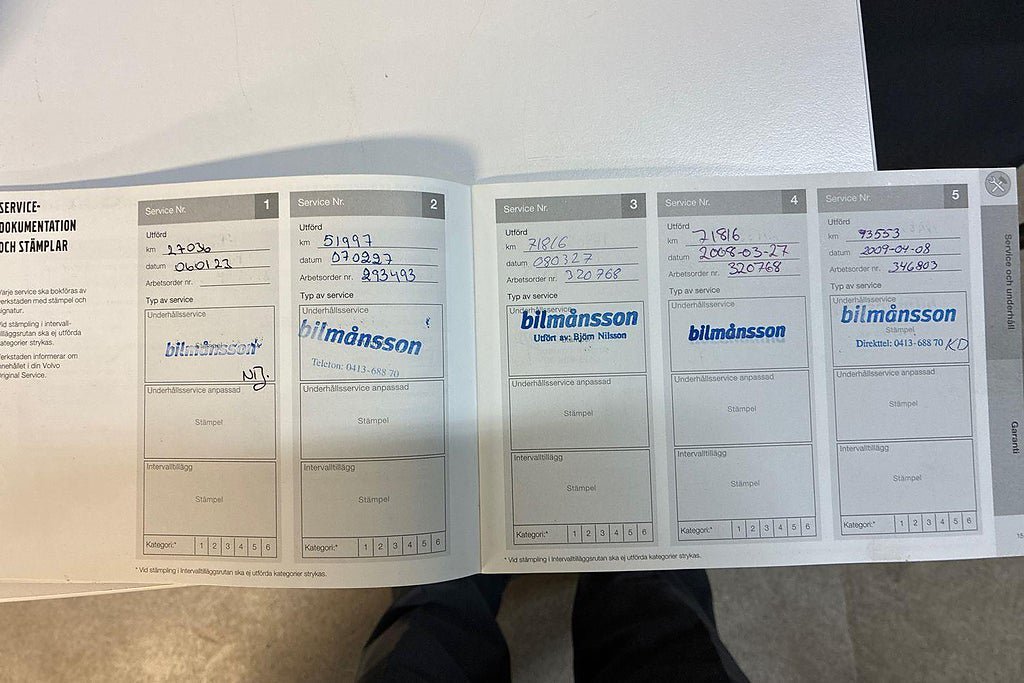 SERVICE-
DOKUMENTATION
OCH STÄMPLAR
Varje service ska bokföras av
verkstaden med stämpel och
signatur.
Vid stämpling i intervall-
tilläggsrutan ska ej utförda
kategorier strykas.
Verkstaden informerar om
innehållet i din Volvo
Original Service.
Service Nr. 1
Utförd
km 27036
datum 060123
Arbetsorder nr.
Typ av service
Underhållsservice
bilmånsson
NJ.
Underhållsservice anpassad
Stämpel
Intervalltillägg
Stämpel
Kategori:* 1 2 3 4 5 6
Service Nr. 2
Utförd
km 51997
datum 070227
Arbetsorder nr. 293493
Typ av service
Underhållsservice
bilmånsson
Telefon: 0413-688 70
Underhållsservice anpassad
Stämpel
Intervalltillägg
Stämpel
Kategori:* 1 2 3 4 5 6
* Vid stämpling i Intervalltilläggsrutan ska ej utförda kategorier strykas.
Service Nr. 3
Utförd
km 71816
datum 080327
Arbetsorder nr. 320768
Typ av service
Underhållsservice
bilmånsson
Utfört av: Björn Nilsson
Underhållsservice anpassad
Stämpel
Intervalltillägg
Stämpel
Kategori:* 1 2 3 4 5 6
Service Nr. 4
Utförd
km 71816
datum 2008-03-27
Arbetsorder nr. 320768
Typ av service
Underhållsservice
bilmånsson
Underhållsservice anpassad
Stämpel
Intervalltillägg
Stämpel
Kategori:* 1 2 3 4 5 6
Service Nr. 5
Utförd
km 93553
datum 2009-04-08
Arbetsorder nr. 346803
Typ av service
Underhållsservice
bilmånsson
Stämpel
Direkttel: 0413-688 70 KD
Underhållsservice anpassad
Stämpel
Intervalltillägg
Stämpel
Kategori:* 1 2 3 4 5 6
* Vid stämpling i Intervalltilläggsrutan ska ej utförda kategorier strykas.
Service och underhåll
Garanti